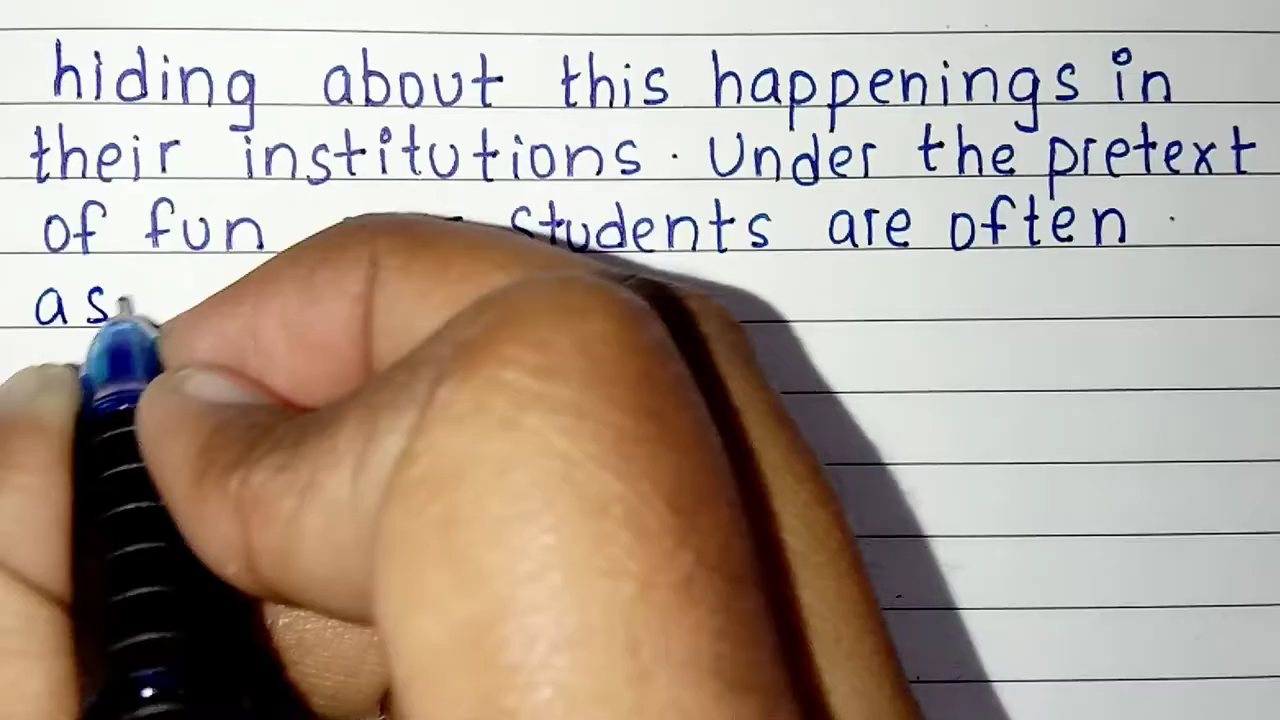 hiding about this happenings in
their institutions. Under the pretext
of fun students are often
as